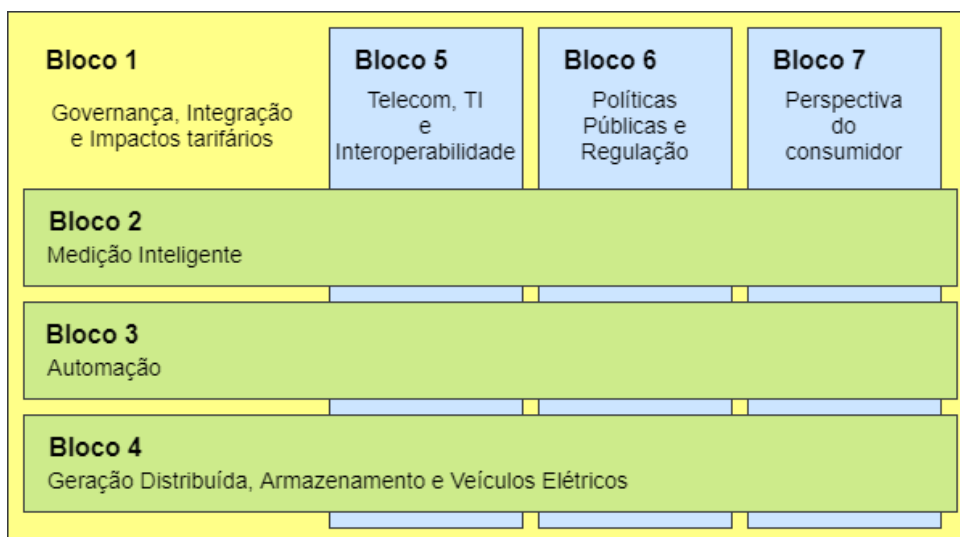 Bloco 1
Governança, Integração
e Impactos tarifários
Bloco 5
Telecom, TI
e
Interoperabilidade
Bloco 6
Políticas
Públicas e
Regulação
Bloco 7
Perspectiva
do
consumidor
Bloco 2
Medição Inteligente
Bloco 3
Automação
Bloco 4
Geração Distribuída, Armazenamento e Veículos Elétricos